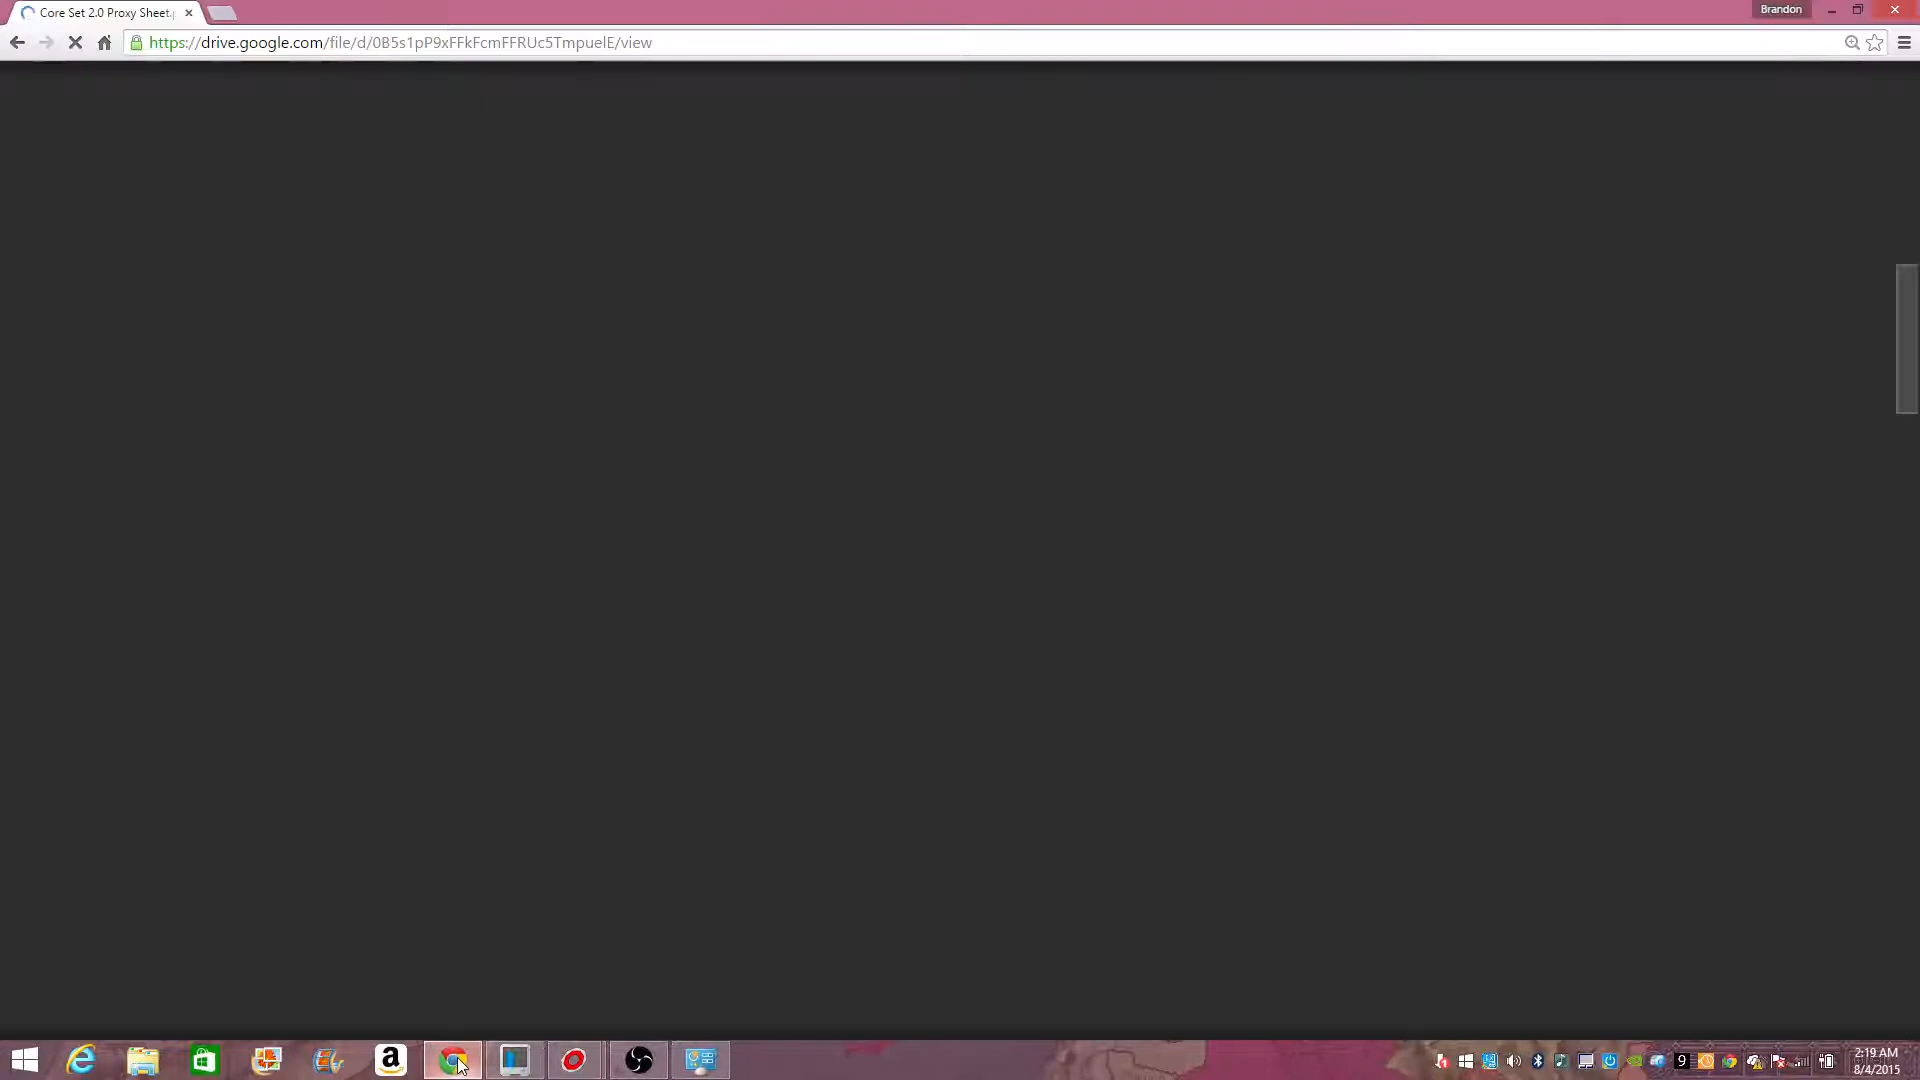 Core Set 2.0 Proxy Sheet.
Brandon
https://drive.google.com/file/d/0B5s1pP9xFFkFcmFFRUc5TmpuelE/view
a
9
2:19 AM
8/4/2015